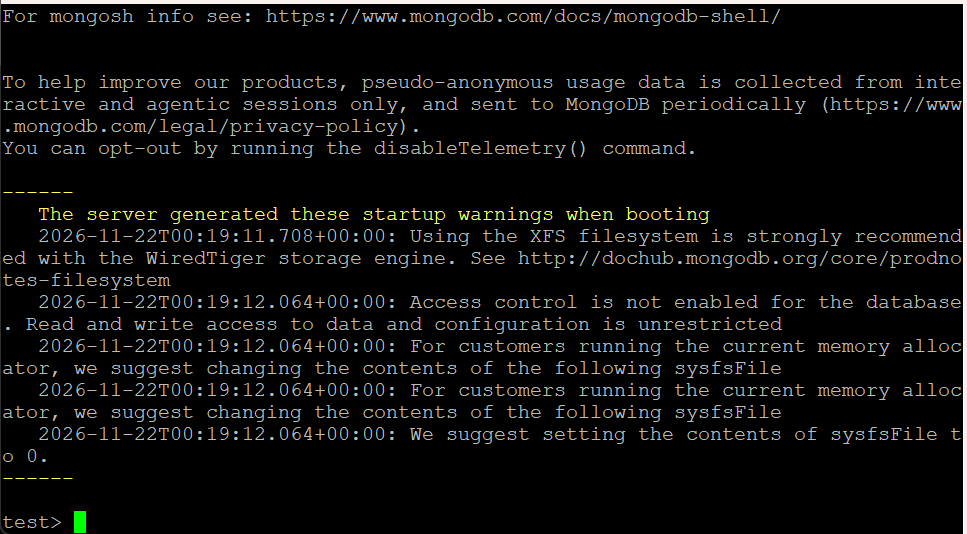 For mongosh info see: https://www.mongodb.com/docs/mongodb-shell/
To help improve our products, pseudo-anonymous usage data is collected from inte
ractive and agentic sessions only, and sent to MongoDB periodically (https://www
.mongodb.com/legal/privacy-policy).
You can opt-out by running the disableTelemetry() command.
------
The server generated these startup warnings when booting
2026-11-22T00:19:11.708+00:00: Using the XFS filesystem is strongly recommend
ed with the WiredTiger storage engine. See http://dochub.mongodb.org/core/prodno
tes-filesystem
2026-11-22T00:19:12.064+00:00: Access control is not enabled for the database
. Read and write access to data and configuration is unrestricted
2026-11-22T00:19:12.064+00:00: For customers running the current memory alloc
ator, we suggest changing the contents of the following sysfsFile
2026-11-22T00:19:12.064+00:00: For customers running the current memory alloc
ator, we suggest changing the contents of the following sysfsFile
2026-11-22T00:19:12.064+00:00: We suggest setting the contents of sysfsFile t
o 0.
------
test>